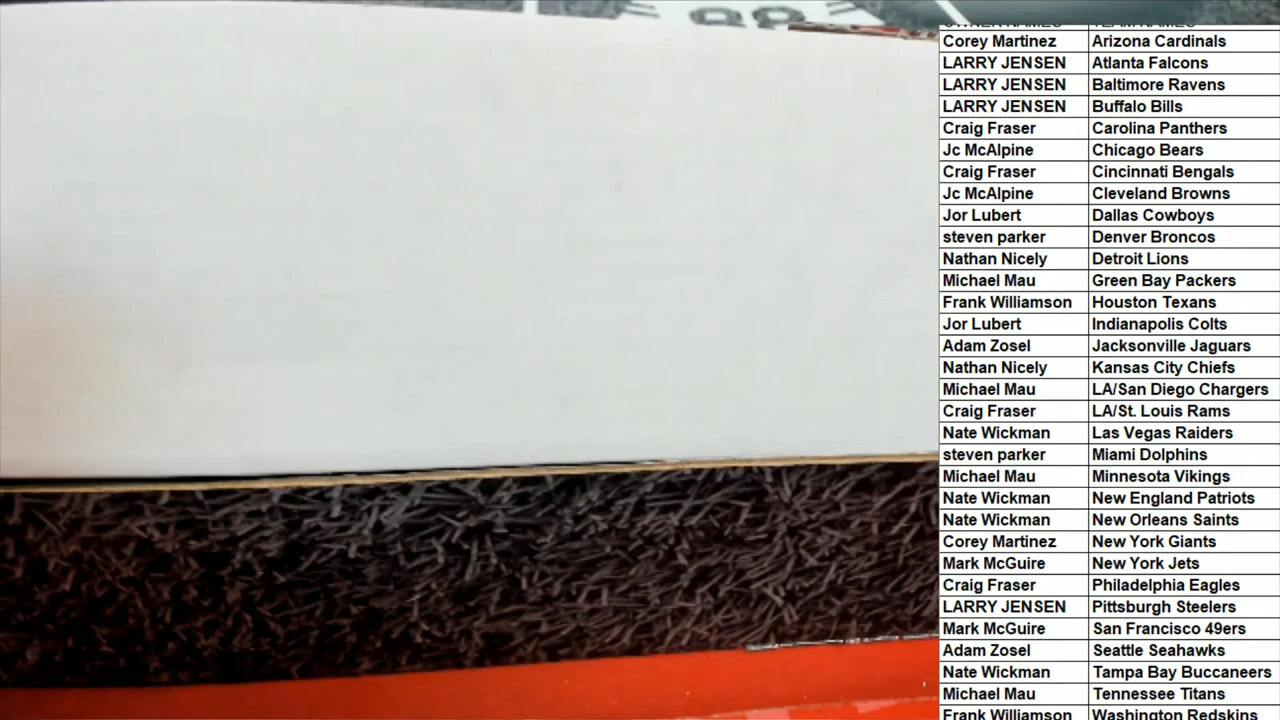 88
OWNER NAMES TEAM NAMES
Corey Martinez Arizona Cardinals
LARRY JENSEN Atlanta Falcons
LARRY JENSEN Baltimore Ravens
LARRY JENSEN Buffalo Bills
Craig Fraser Carolina Panthers
Jc McAlpine Chicago Bears
Craig Fraser Cincinnati Bengals
Jc McAlpine Cleveland Browns
Jor Lubert Dallas Cowboys
steven parker Denver Broncos
Nathan Nicely Detroit Lions
Michael Mau Green Bay Packers
Frank Williamson Houston Texans
Jor Lubert Indianapolis Colts
Adam Zosel Jacksonville Jaguars
Nathan Nicely Kansas City Chiefs
Michael Mau LA/San Diego Chargers
Craig Fraser LA/St. Louis Rams
Nate Wickman Las Vegas Raiders
steven parker Miami Dolphins
Michael Mau Minnesota Vikings
Nate Wickman New England Patriots
Nate Wickman New Orleans Saints
Corey Martinez New York Giants
Mark McGuire New York Jets
Craig Fraser Philadelphia Eagles
LARRY JENSEN Pittsburgh Steelers
Mark McGuire San Francisco 49ers
Adam Zosel Seattle Seahawks
Nate Wickman Tampa Bay Buccaneers
Michael Mau Tennessee Titans
Frank Williamson Washington Redskins